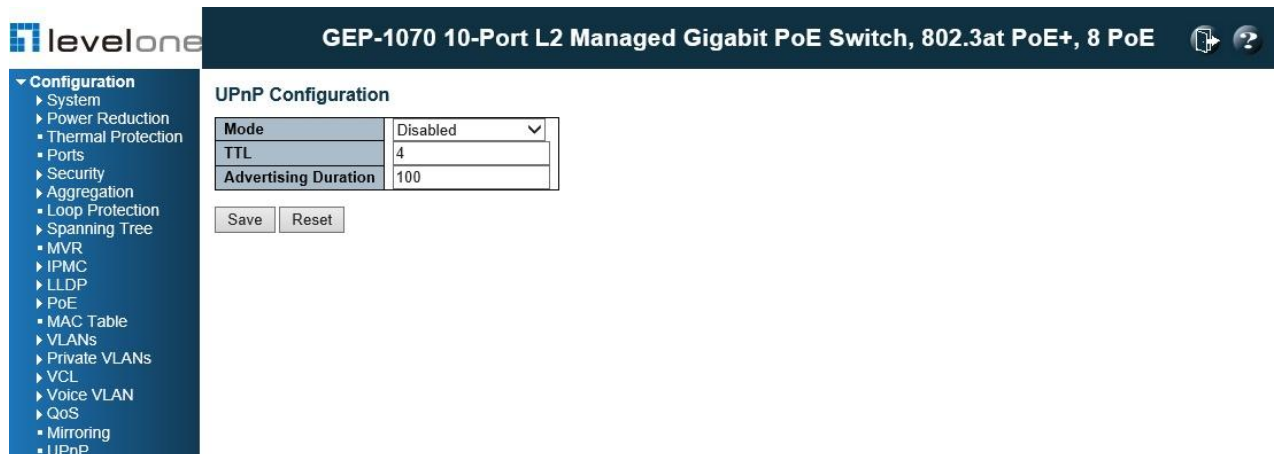 levelone
GEP-1070 10-Port L2 Managed Gigabit PoE Switch, 802.3at PoE+, 8 PoE
?
Configuration
System
Power Reduction
Thermal Protection
Ports
Security
Aggregation
Loop Protection
Spanning Tree
MVR
IPMC
LLDP
PoE
MAC Table
VLANs
Private VLANs
VCL
Voice VLAN
QoS
Mirroring
UPnP
UPnP Configuration
Mode Disabled
TTL 4
Advertising Duration 100
Save Reset